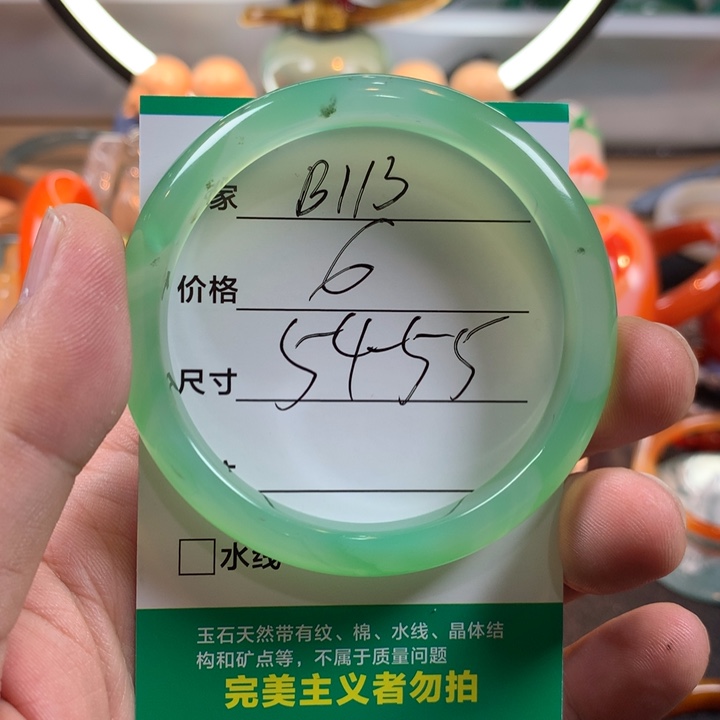 家 B113
价格 6
尺寸 5455
水线
玉石天然带有纹、棉、水线、晶体结
构和矿点等，不属于质量问题
完美主义者勿拍